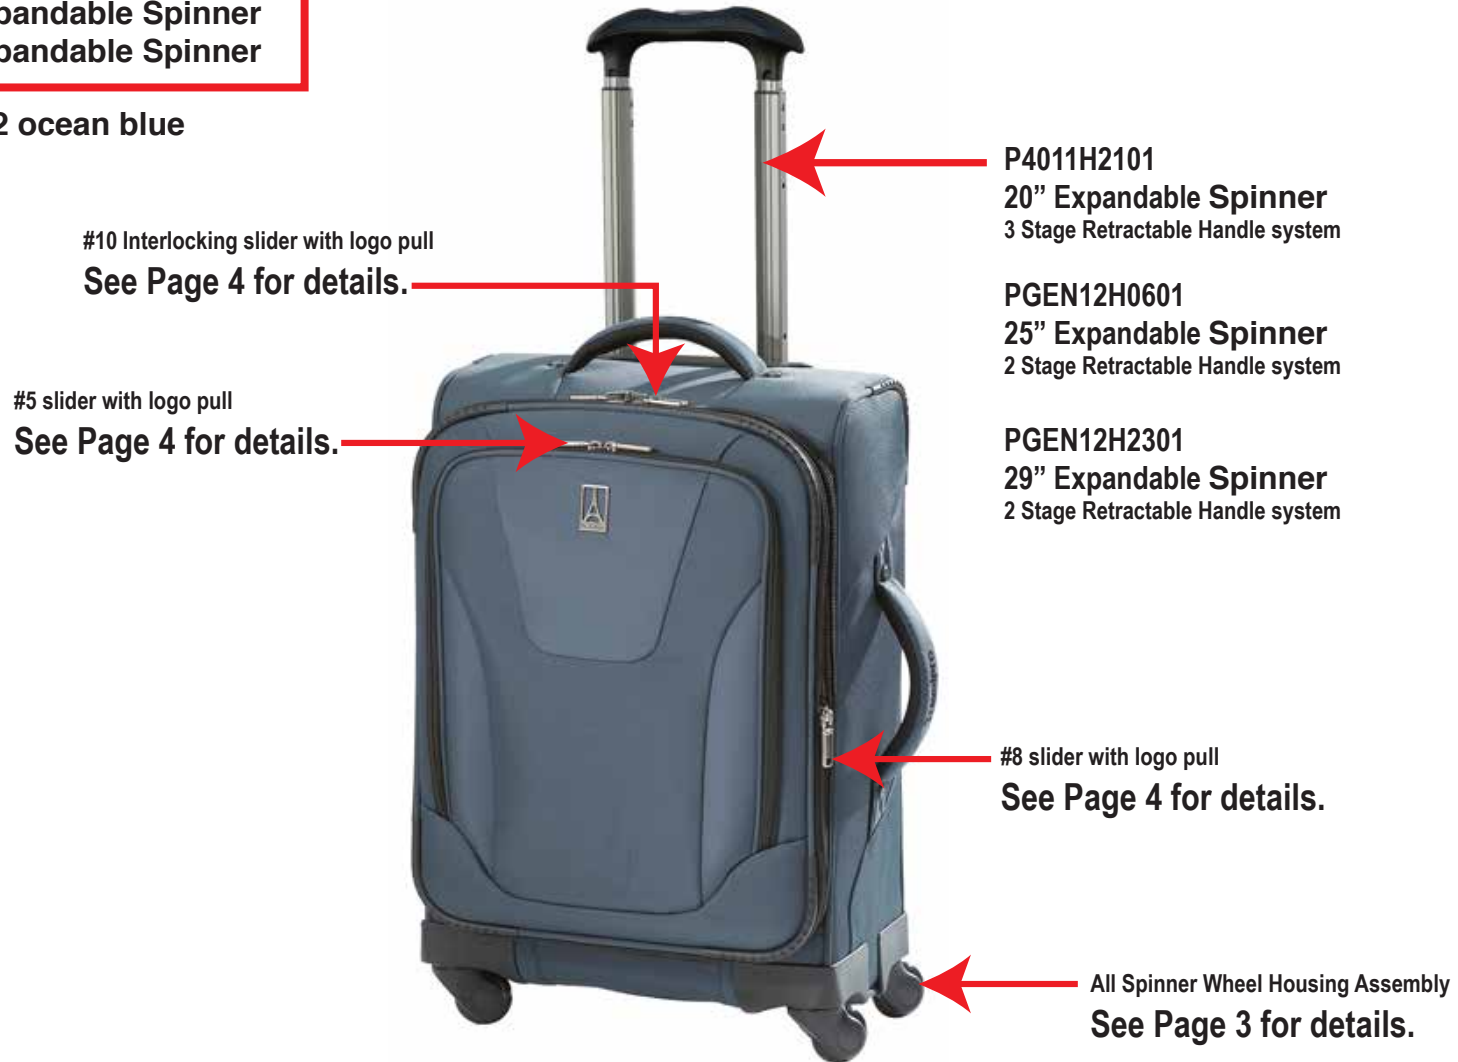 Expandable Spinner
Expandable Spinner
2 ocean blue
#10 Interlocking slider with logo pull
See Page 4 for details.
#5 slider with logo pull
See Page 4 for details.
P4011H2101
20” Expandable Spinner
3 Stage Retractable Handle system
PGEN12H0601
25” Expandable Spinner
2 Stage Retractable Handle system
PGEN12H2301
29” Expandable Spinner
2 Stage Retractable Handle system
#8 slider with logo pull
See Page 4 for details.
All Spinner Wheel Housing Assembly
See Page 3 for details.